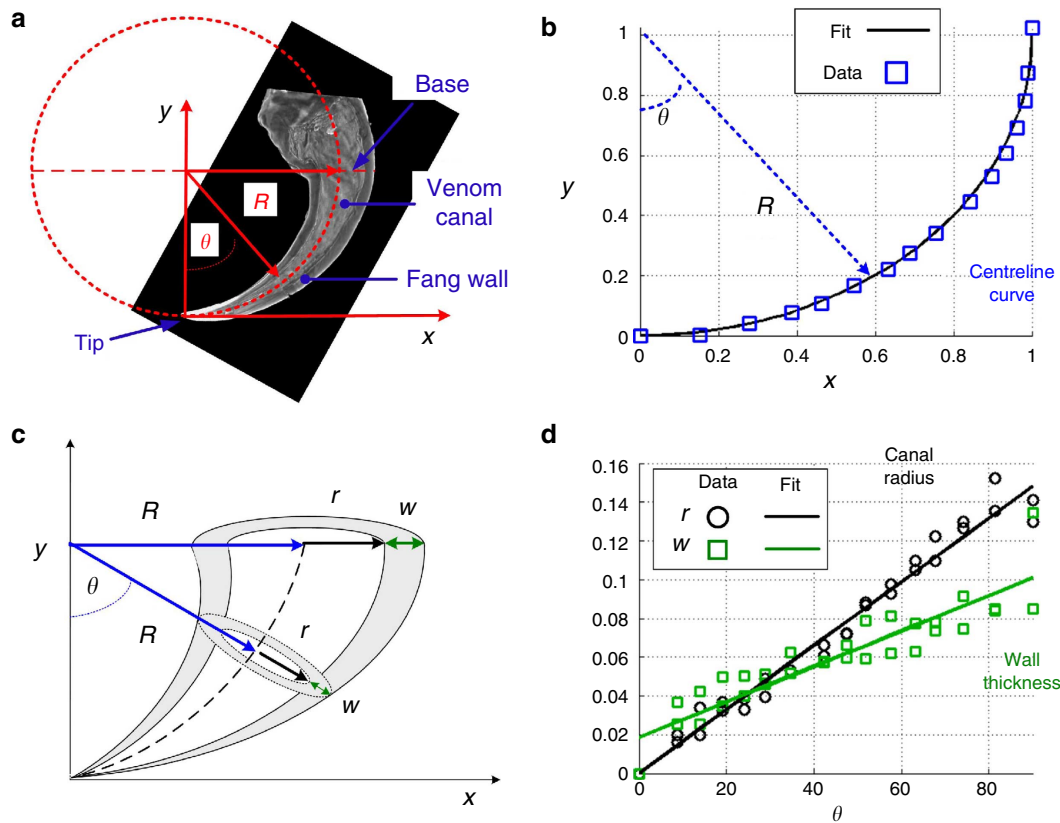 a
y
Base
R
Venom
canal
θ
Fang wall
Tip
x
b
1
0.8
0.6
0.4
0.2
0
y
Fit
Data
θ
R
Centreline
curve
0
0.2
0.4
0.6
0.8
1
x
c
R
r
w
y
θ
R
r
w
x
d
Canal
radius
0.16
0.14
0.12
0.1
0.08
0.06
0.04
0.02
0
Data
Fit
r
w
Wall
thickness
0
20
40
60
80
θ